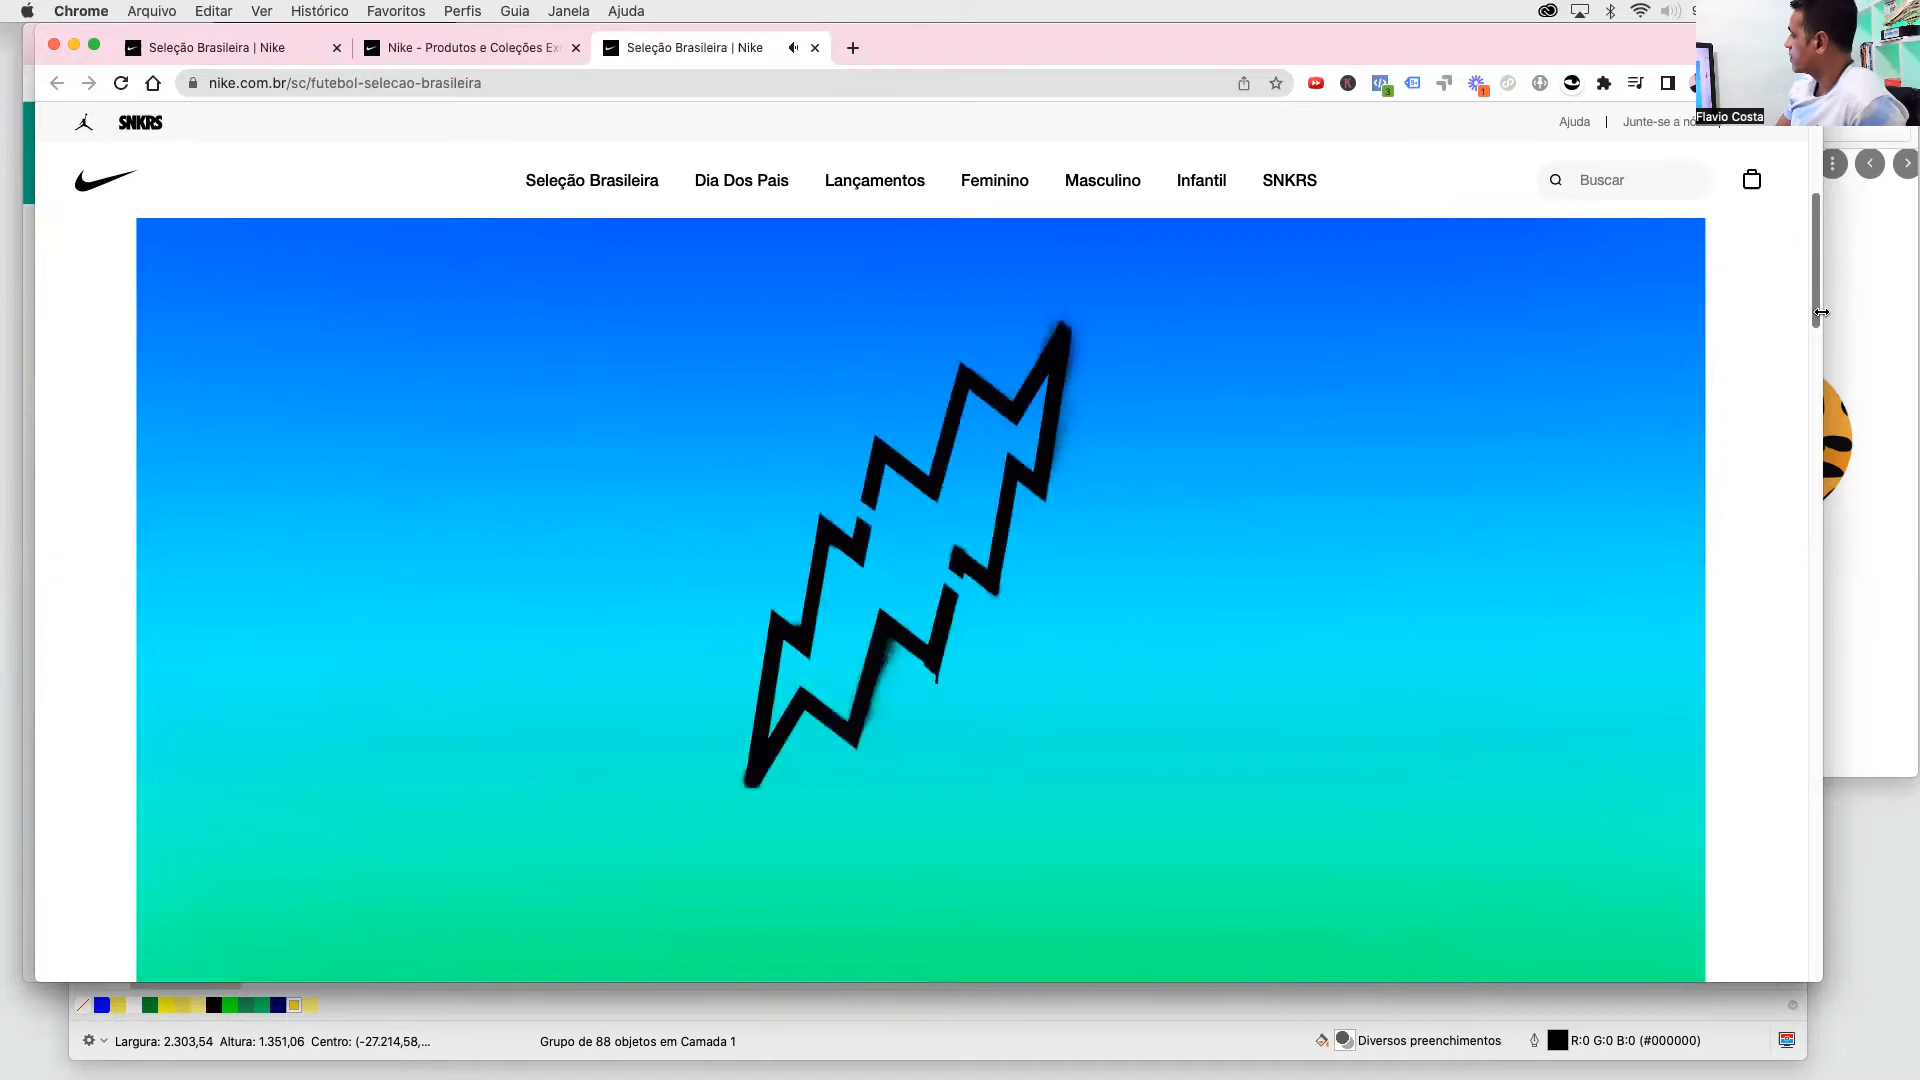 Chrome Arquivo Editar Ver Histórico Favoritos Perfis Guia Janela Ajuda
Seleção Brasileira | Nike
Nike - Produtos e Coleções Ex
Seleção Brasileira | Nike
nike.com.br/sc/futebol-selecao-brasileira
3
1
Flavio Costa
SNKRS
Ajuda | Junte-se a nó
Seleção Brasileira Dia Dos Pais Lançamentos Feminino Masculino Infantil SNKRS
Buscar
Largura: 2.303,54 Altura: 1.351,06 Centro: (-27.214,58,...
Grupo de 88 objetos em Camada 1
Diversos preenchimentos
R:0 G:0 B:0 (#000000)